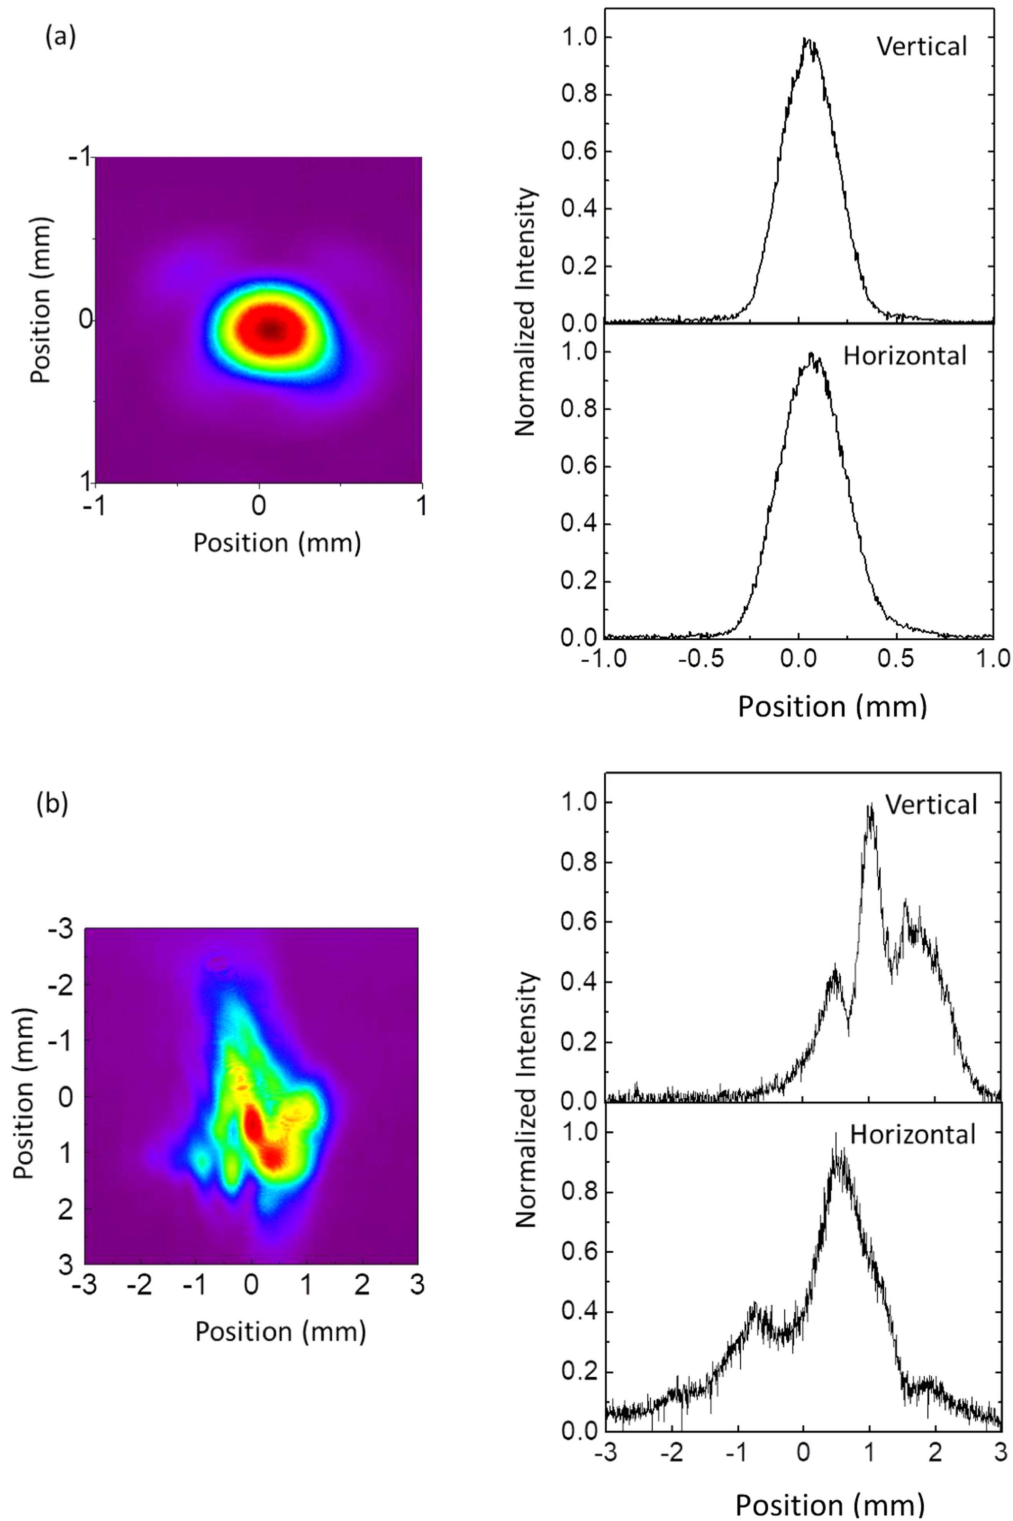 (a)
-1
0
1
Position (mm)
-1 0 1
Position (mm)
Vertical
1.0
0.8
0.6
0.4
0.2
0.0
Normalized Intensity
Horizontal
1.0
0.8
0.6
0.4
0.2
0.0
-1.0 -0.5 0.0 0.5 1.0
Position (mm)
(b)
-3
-2
-1
0
1
2
3
Position (mm)
-3 -2 -1 0 1 2 3
Position (mm)
Vertical
1.0
0.8
0.6
0.4
0.2
0.0
Normalized Intensity
Horizontal
1.0
0.8
0.6
0.4
0.2
0.0
-3 -2 -1 0 1 2 3
Position (mm)